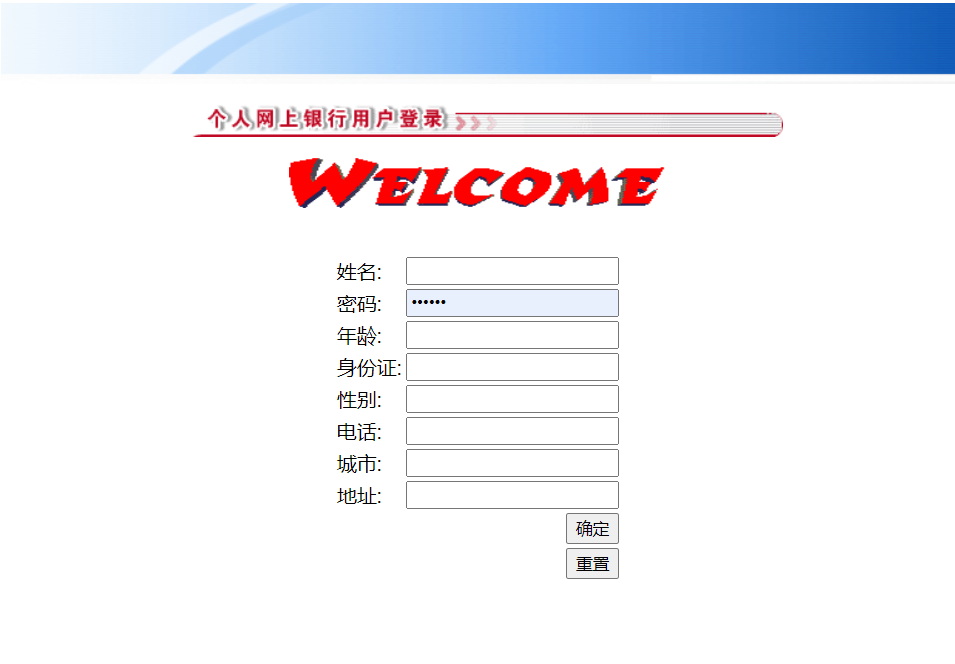 个人网上银行用户登录
WELCOME
姓名:
密码: ••••••
年龄:
身份证:
性别:
电话:
城市:
地址:
确定
重置